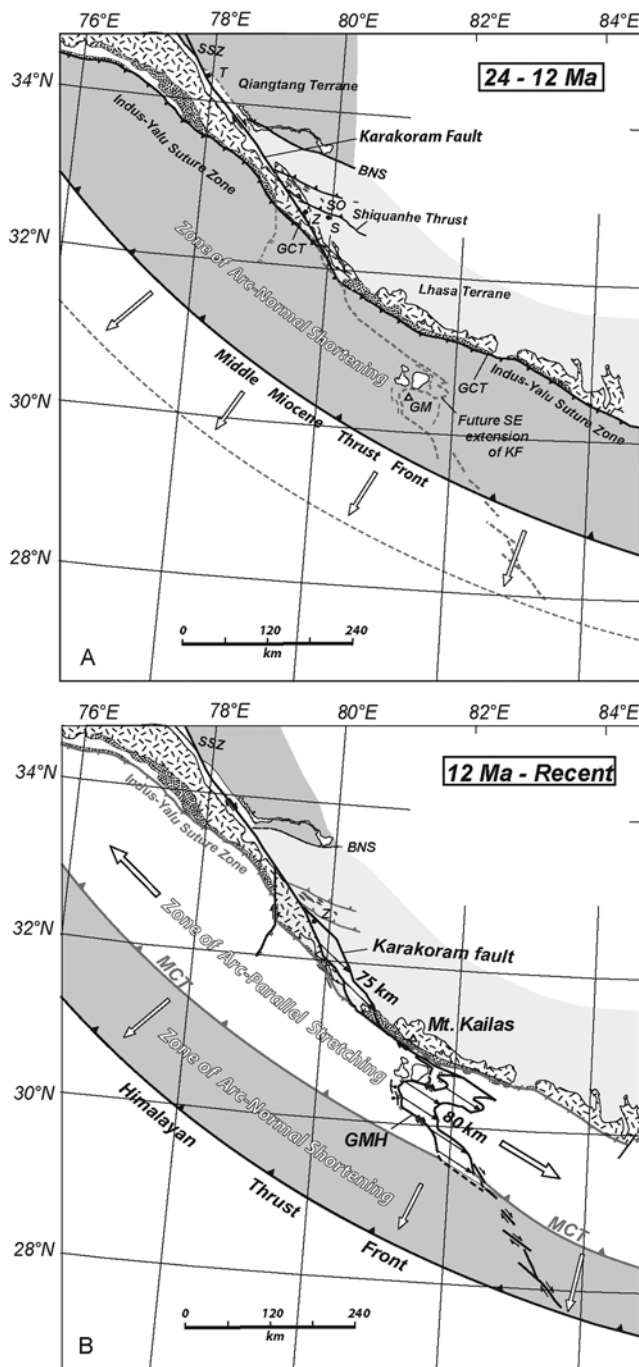 76°E
78°E
80°E
82°E
84°E
34°N
32°N
30°N
28°N
24 - 12 Ma
SSZ
T
Qiangtang Terrane
Karakoram Fault
BNS
Indus-Yalu Suture Zone
SO
Shiquanhe Thrust
Z
S
GCT
Zone of Arc-Normal Shortening
Lhasa Terrane
GCT
Indus-Yalu Suture Zone
GM
Future SE
extension
of KF
Middle Miocene Thrust Front
0 120 240
km
A
76°E
78°E
80°E
82°E
84°E
34°N
32°N
30°N
28°N
12 Ma - Recent
SSZ
Indus-Yalu Suture Zone
BNS
Z
Karakoram fault
75 km
Zone of Arc-Parallel Stretching
MCT
Mt. Kailas
80 km
GMH
Zone of Arc-Normal Shortening
MCT
Himalayan Thrust Front
0 120 240
km
B